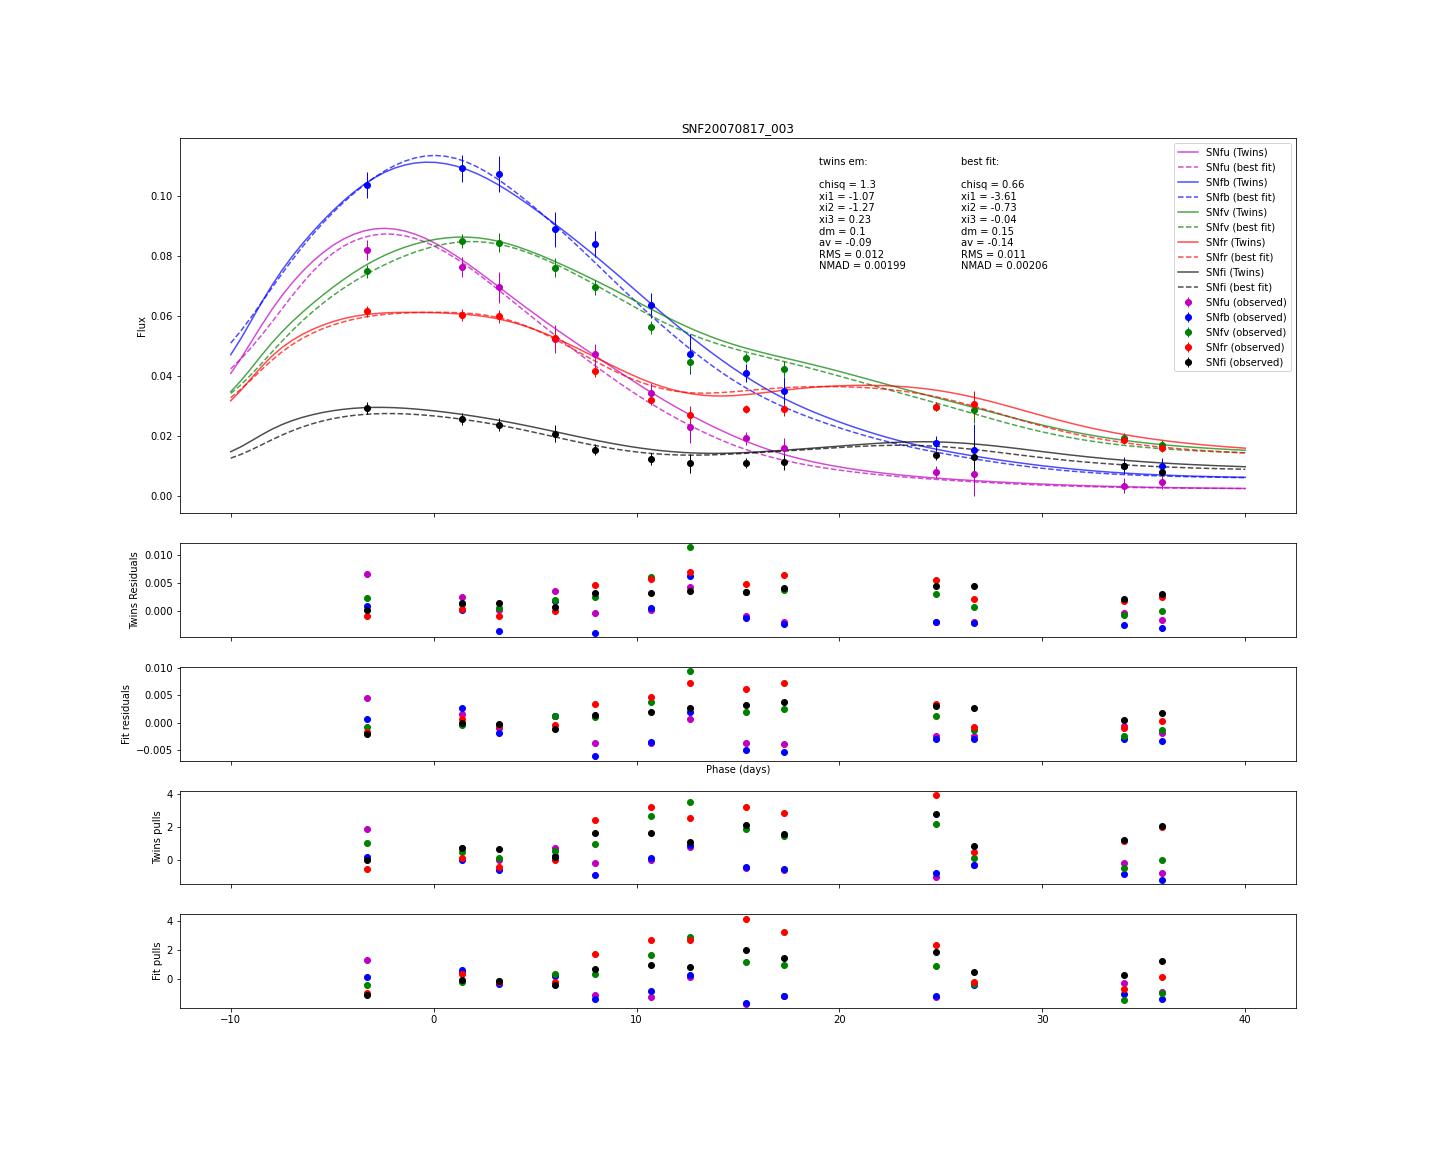 SNF20070817_003
Flux
0.10
0.08
0.06
0.04
0.02
0.00
twins em:
chisq = 1.3
xi1 = -1.07
xi2 = -1.27
xi3 = 0.23
dm = 0.1
av = -0.09
RMS = 0.012
NMAD = 0.00199
best fit:
chisq = 0.66
xi1 = -3.61
xi2 = -0.73
xi3 = -0.04
dm = 0.15
av = -0.14
RMS = 0.011
NMAD = 0.00206
SNfu (Twins)
SNfu (best fit)
SNfb (Twins)
SNfb (best fit)
SNfv (Twins)
SNfv (best fit)
SNfr (Twins)
SNfr (best fit)
SNfi (Twins)
SNfi (best fit)
SNfu (observed)
SNfb (observed)
SNfv (observed)
SNfr (observed)
SNfi (observed)
Twins Residuals
0.010
0.005
0.000
Fit residuals
0.010
0.005
0.000
−0.005
Phase (days)
Twins pulls
4
2
0
Fit pulls
4
2
0
−10
0
10
20
30
40